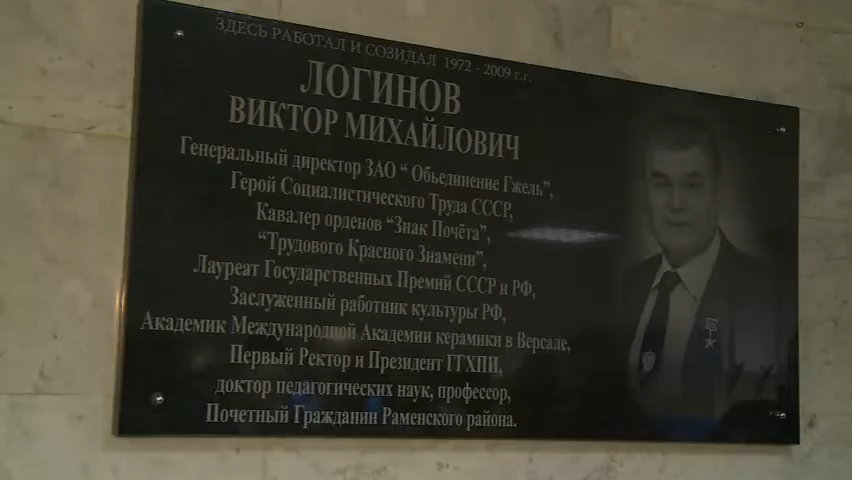 ЗДЕСЬ РАБОТАЛ И СОЗИДАЛ 1972 - 2009 г.г.
ЛОГИНОВ
ВИКТОР МИХАЙЛОВИЧ
Генеральный директор ЗАО “ Объединение Гжель”,
Герой Социалистического Труда СССР,
Кавалер орденов “Знак Почёта”,
“Трудового Красного Знамени”,
Лауреат Государственных Премий СССР и РФ,
Заслуженный работник культуры РФ,
Академик Международной Академии керамики в Версале,
Первый Ректор и Президент ГГХПИ,
доктор педагогических наук, профессор,
Почетный Гражданин Раменского района.